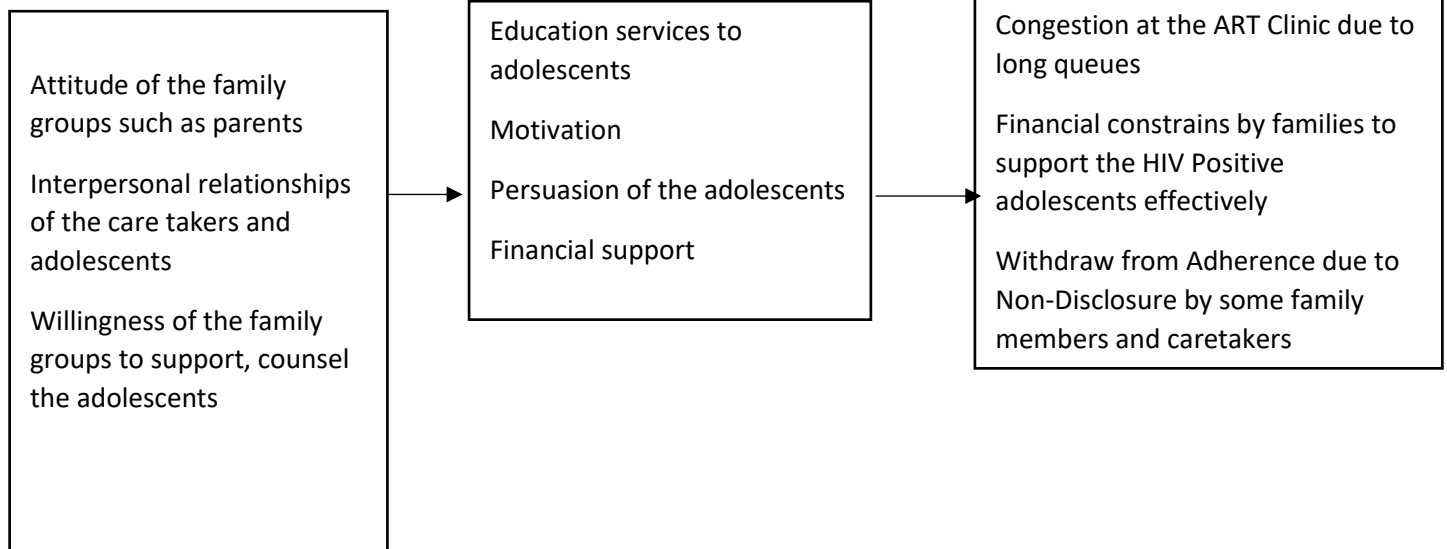 Attitude of the family
groups such as parents
Interpersonal relationships
of the care takers and
adolescents
Willingness of the family
groups to support, counsel
the adolescents
Education services to
adolescents
Motivation
Persuasion of the adolescents
Financial support
Congestion at the ART Clinic due to
long queues
Financial constrains by families to
support the HIV Positive
adolescents effectively
Withdraw from Adherence due to
Non-Disclosure by some family
members and caretakers